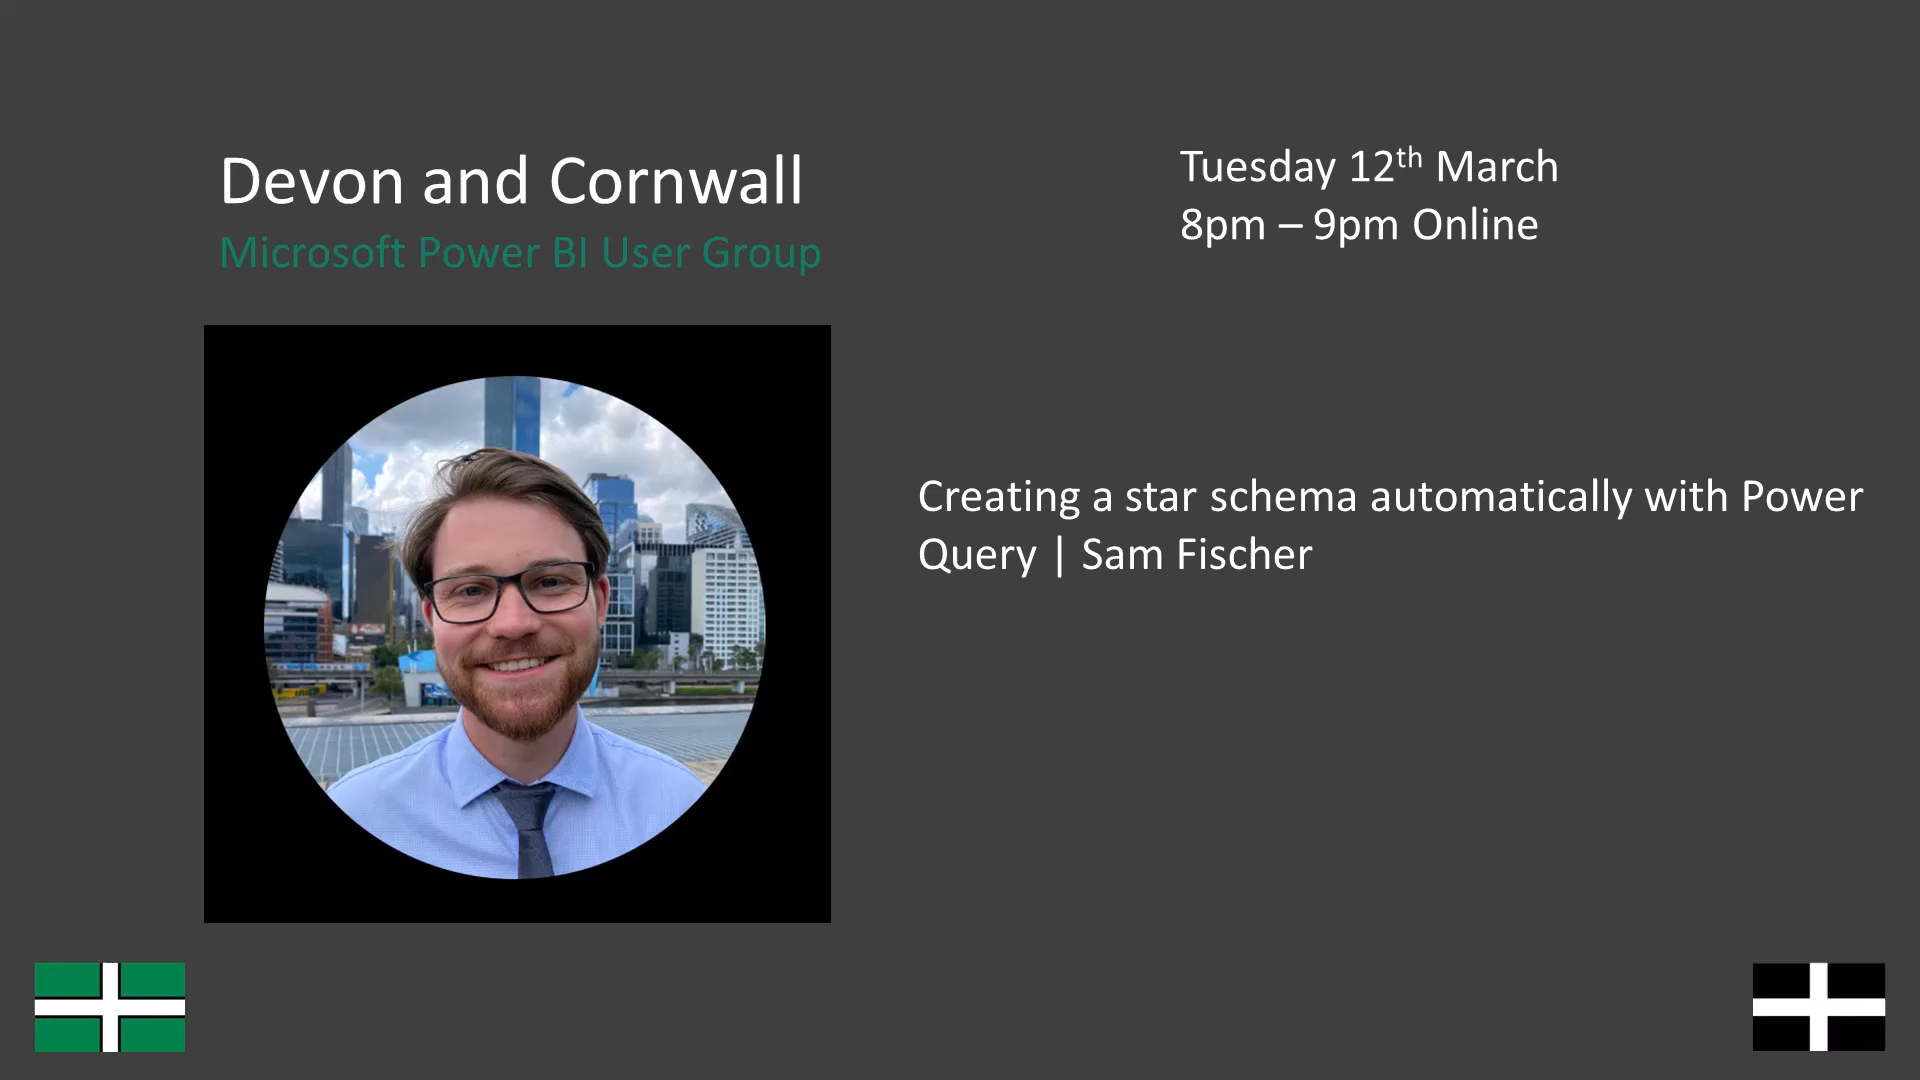 Devon and Cornwall
Microsoft Power BI User Group
Tuesday 12th March
8pm – 9pm Online
Creating a star schema automatically with Power
Query | Sam Fischer